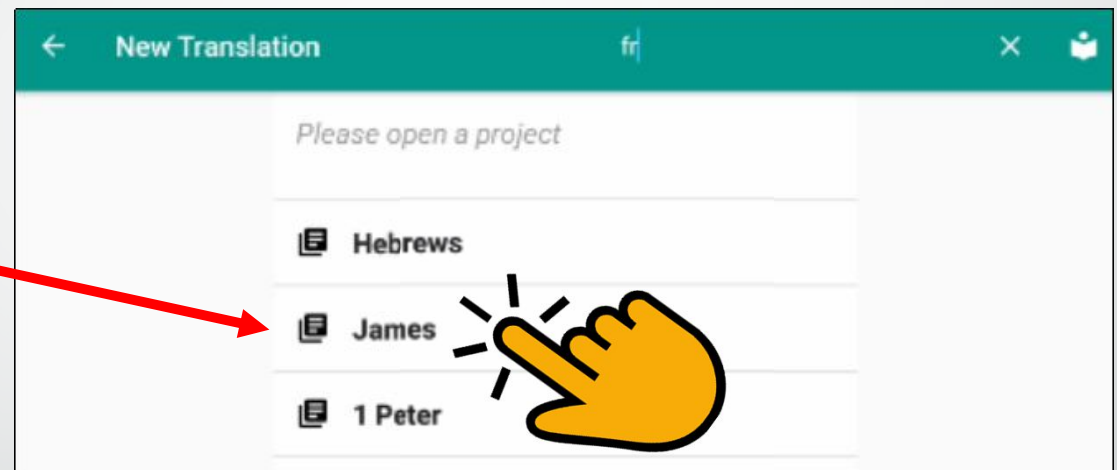 New Translation fr
Please open a project
Hebrews
James
1 Peter